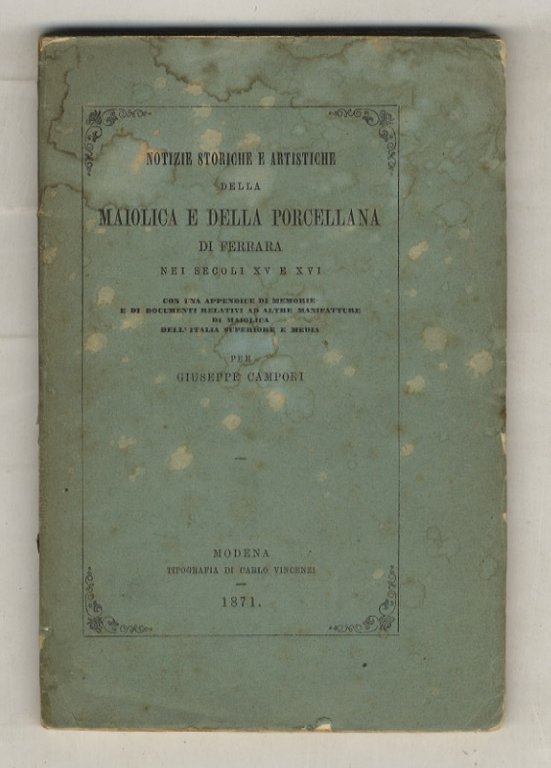 NOTIZIE STORICHE E ARTISTICHE
DELLA
MAIOLICA E DELLA PORCELLANA
DI FERRARA
NEI SECOLI XV E XVI
CON UNA APPENDICE DI MEMORIE
E DI DOCUMENTI RELATIVI AD ALTRE MANIFATTURE
DI MAIOLICA
DELL'ITALIA SUPERIORE E MEDIA
PER
GIUSEPPE CAMPORI
MODENA
TIPOGRAFIA DI CARLO VINCENZI
1871.